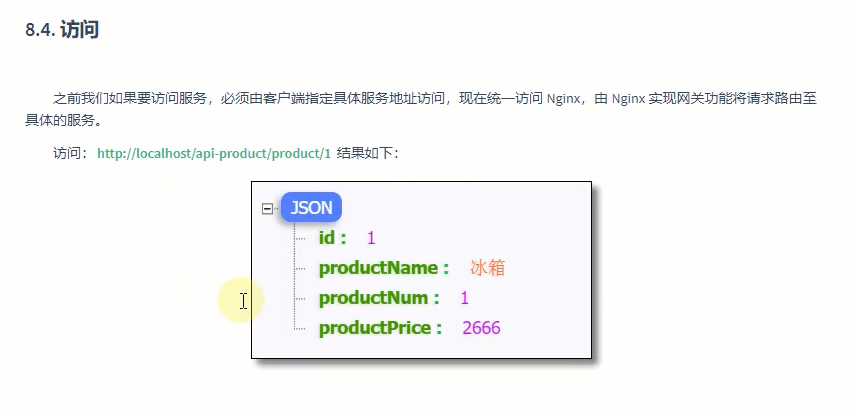 8.4. 访问
之前我们如果要访问服务，必须由客户端指定具体服务地址访问，现在统一访问 Nginx，由 Nginx 实现网关功能将请求路由至
具体的服务。
访问：http://localhost/api-product/product/1 结果如下：
JSON
id : 1
productName : 冰箱
productNum : 1
productPrice : 2666